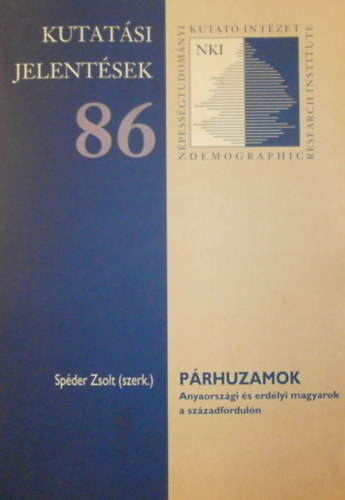 KUTATÁSI
JELENTÉSEK
86
NÉPESSÉGTUDOMÁNYI
KUTATÓ INTÉZET
NKI
DEMOGRAPHIC
RESEARCH INSTITUTE
Spéder Zsolt (szerk.)
PÁRHUZAMOK
Anyaországi és erdélyi magyarok
a századfordulón